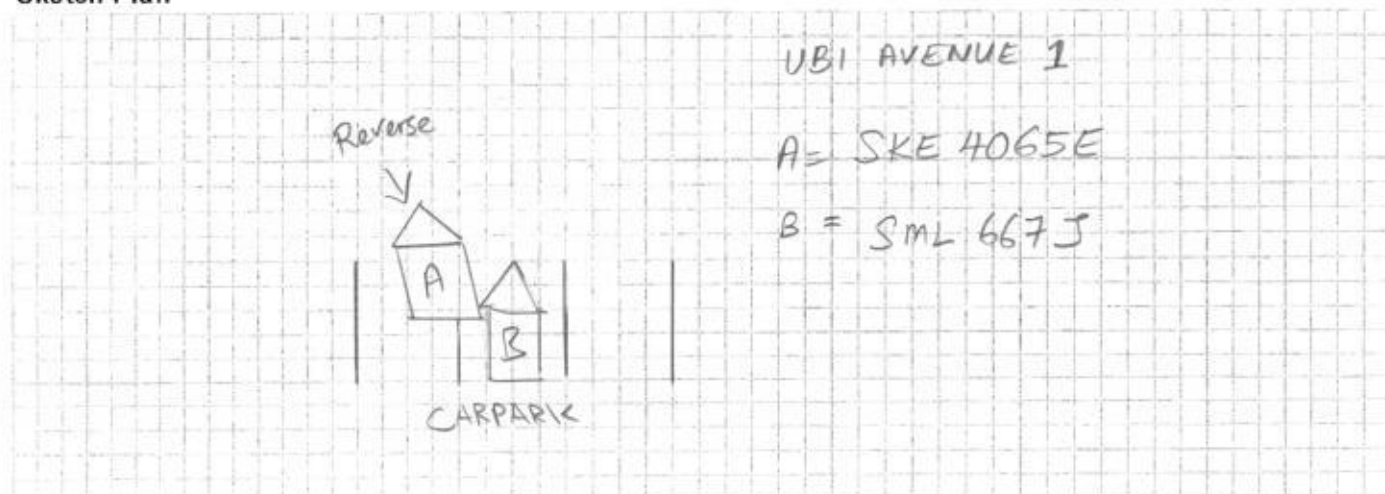 Sketch Plan
UBI AVENUE 1
Reverse
A= SKE 4065E
B = SML 667J
A
B
CARPARK